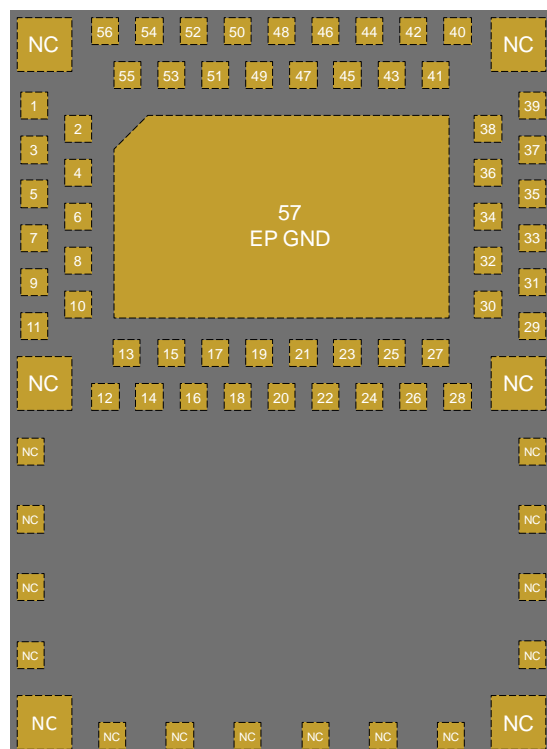 NC 56 54 52 50 48 46 44 42 40 NC
55 53 51 49 47 45 43 41
1 39
2 38
3 37
4 36
5 35
6 57 34
7 EP GND 33
8 32
9 31
10 30
11 29
13 15 17 19 21 23 25 27
NC NC
12 14 16 18 20 22 24 26 28
NC NC
NC NC
NC NC
NC NC
NC NC
NC NC NC NC NC NC